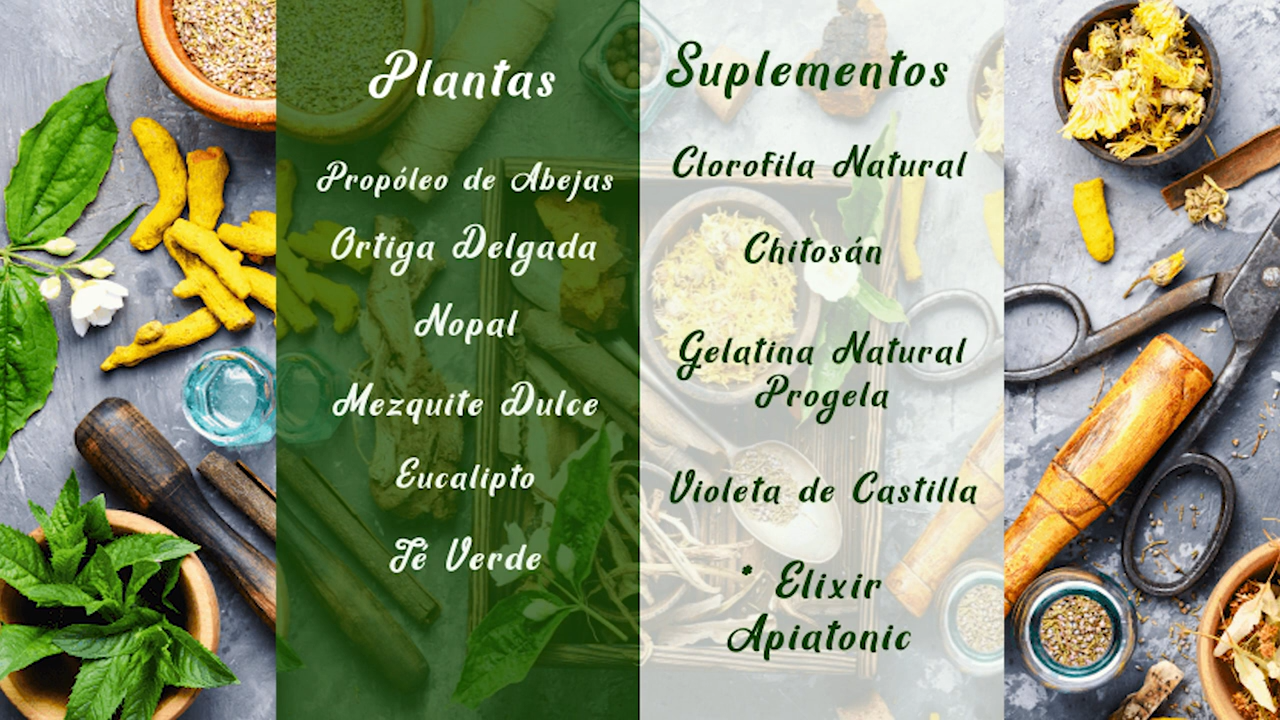 Plantas
Propóleo de Abejas
Ortiga Delgada
Nopal
Mezquite Dulce
Eucalipto
Té Verde
Suplementos
Clorofila Natural
Chitosán
Gelatina Natural
Progela
Violeta de Castilla
* Elixir
Apiatonic